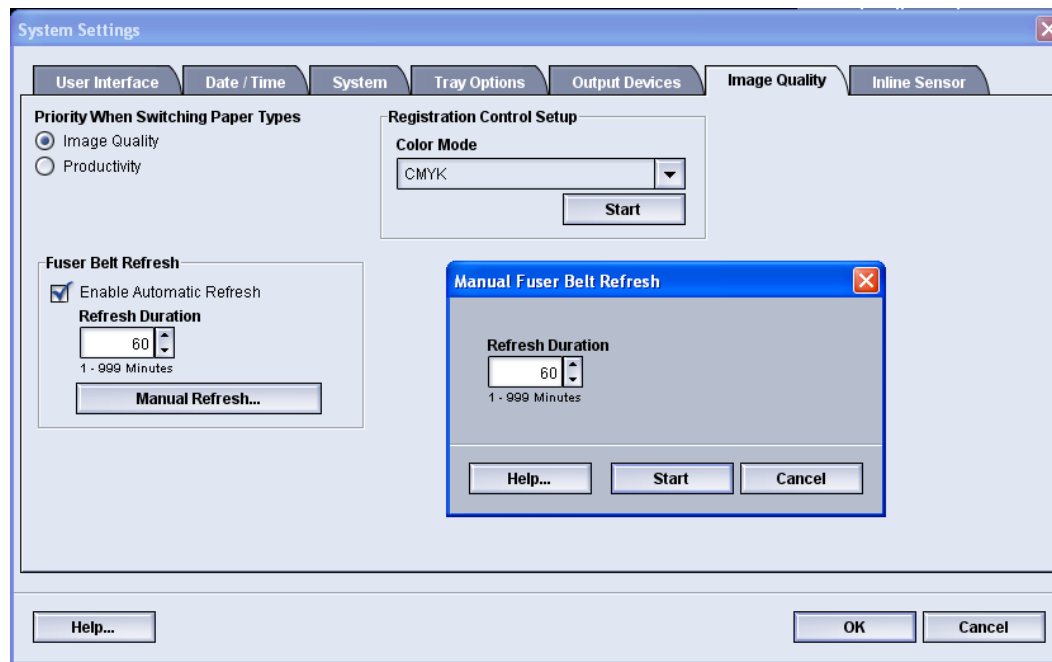 System Settings
User Interface
Date / Time
System
Tray Options
Output Devices
Image Quality
Inline Sensor
Priority When Switching Paper Types
Image Quality
Productivity
Registration Control Setup
Color Mode
CMYK
Start
Fuser Belt Refresh
Enable Automatic Refresh
Refresh Duration
60
1 - 999 Minutes
Manual Refresh...
Manual Fuser Belt Refresh
Refresh Duration
60
1 - 999 Minutes
Help...
Start
Cancel
Help...
OK
Cancel